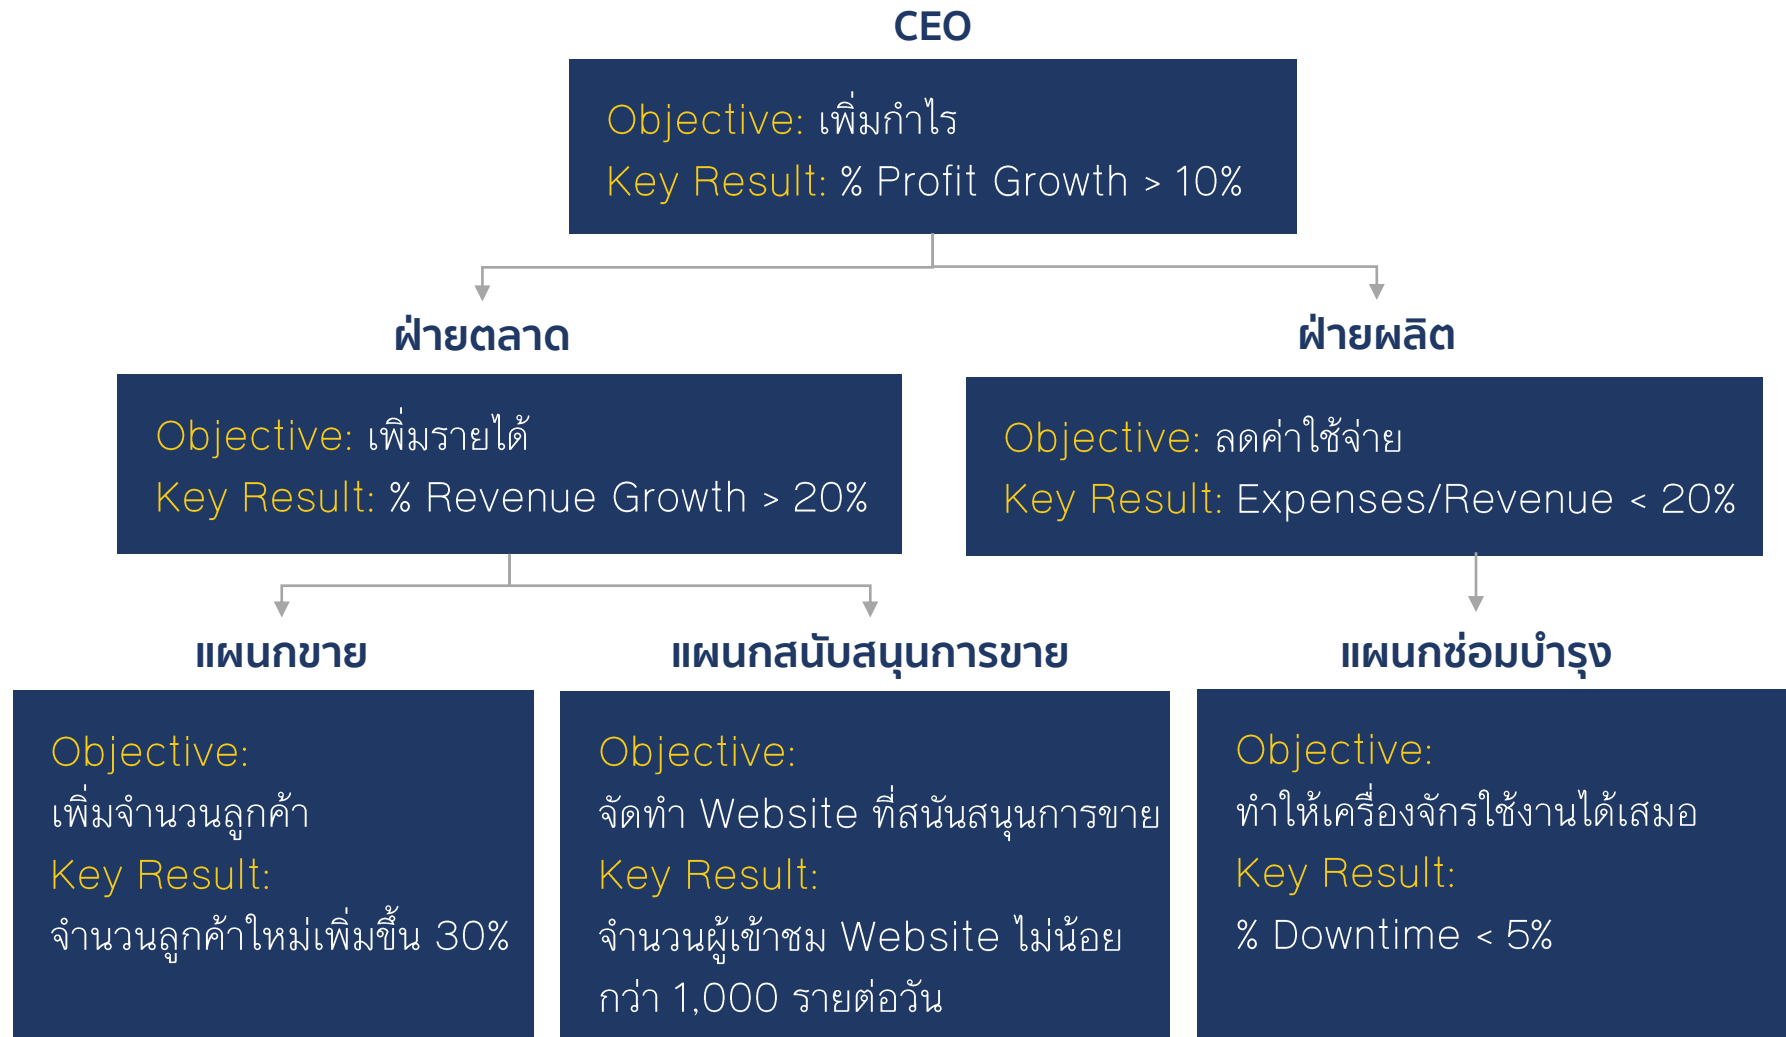 CEO
Objective: เพิ่มกำไร
Key Result: % Profit Growth > 10%
ฝ่ายตลาด
Objective: เพิ่มรายได้
Key Result: % Revenue Growth > 20%
ฝ่ายผลิต
Objective: ลดค่าใช้จ่าย
Key Result: Expenses/Revenue < 20%
แผนกขาย
Objective:
เพิ่มจำนวนลูกค้า
Key Result:
จำนวนลูกค้าใหม่เพิ่มขึ้น 30%
แผนกสนับสนุนการขาย
Objective:
จัดทำ Website ที่สนันสนุนการขาย
Key Result:
จำนวนผู้เข้าชม Website ไม่น้อย
กว่า 1,000 รายต่อวัน
แผนกซ่อมบำรุง
Objective:
ทำให้เครื่องจักรใช้งานได้เสมอ
Key Result:
% Downtime < 5%